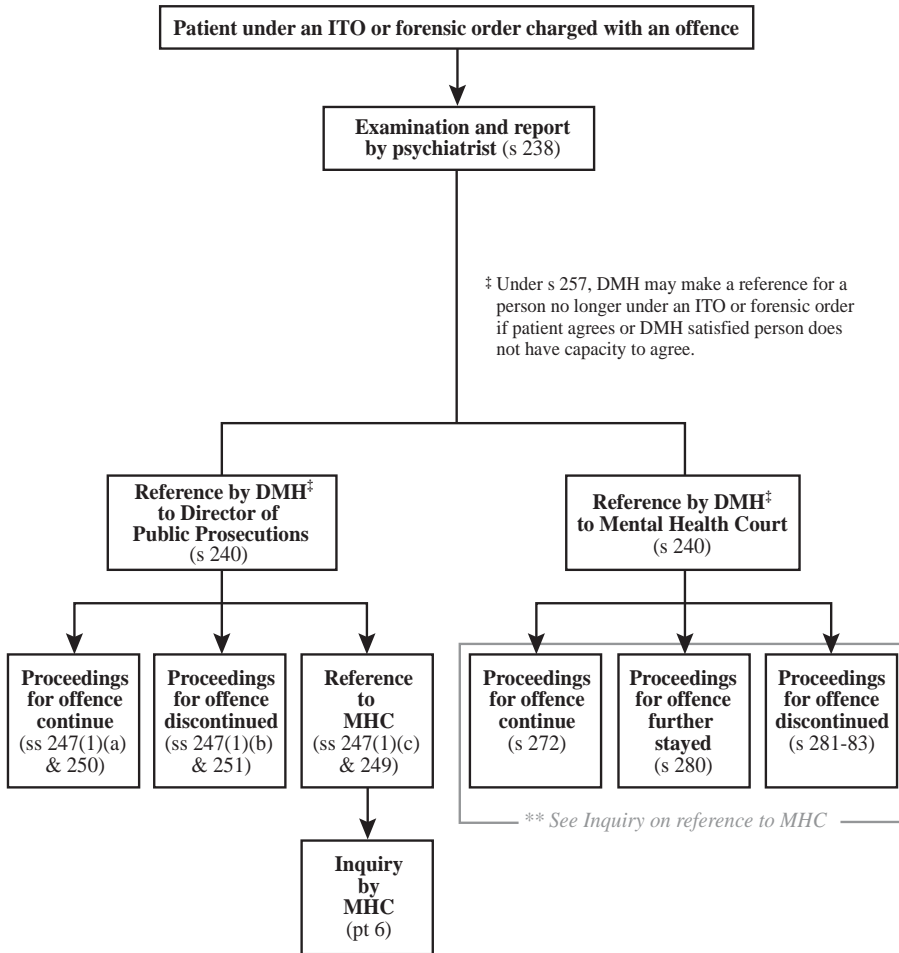 Patient under an ITO or forensic order charged with an offence
Examination and report
by psychiatrist (s 238)
‡ Under s 257, DMH may make a reference for a
person no longer under an ITO or forensic order
if patient agrees or DMH satisfied person does
not have capacity to agree.
Reference by DMH‡
to Director of
Public Prosecutions
(s 240)
Reference by DMH‡
to Mental Health Court
(s 240)
Proceedings
for offence
continue
(ss 247(1)(a)
& 250)
Proceedings
for offence
discontinued
(ss 247(1)(b)
& 251)
Reference
to
MHC
(ss 247(1)(c)
& 249)
Proceedings
for offence
continue
(s 272)
Proceedings
for offence
further
stayed
(s 280)
Proceedings
for offence
discontinued
(s 281-83)
** See Inquiry on reference to MHC
Inquiry
by
MHC
(pt 6)